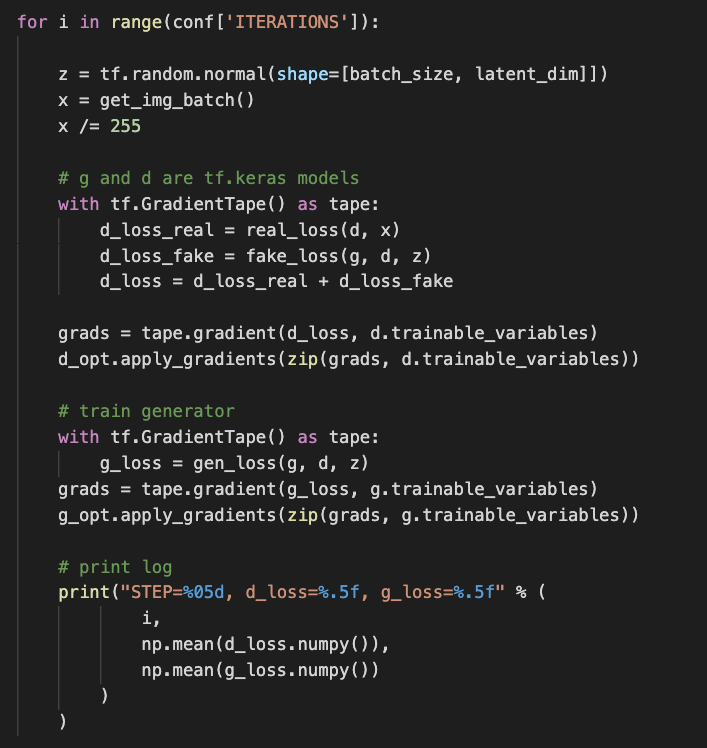 for i in range(conf['ITERATIONS']):
z = tf.random.normal(shape=[batch_size, latent_dim]])
x = get_img_batch()
x /= 255
# g and d are tf.keras models
with tf.GradientTape() as tape:
d_loss_real = real_loss(d, x)
d_loss_fake = fake_loss(g, d, z)
d_loss = d_loss_real + d_loss_fake
grads = tape.gradient(d_loss, d.trainable_variables)
d_opt.apply_gradients(zip(grads, d.trainable_variables))
# train generator
with tf.GradientTape() as tape:
g_loss = gen_loss(g, d, z)
grads = tape.gradient(g_loss, g.trainable_variables)
g_opt.apply_gradients(zip(grads, g.trainable_variables))
# print log
print("STEP=%05d, d_loss=%.5f, g_loss=%.5f" % (
i,
np.mean(d_loss.numpy()),
np.mean(g_loss.numpy())
)
)